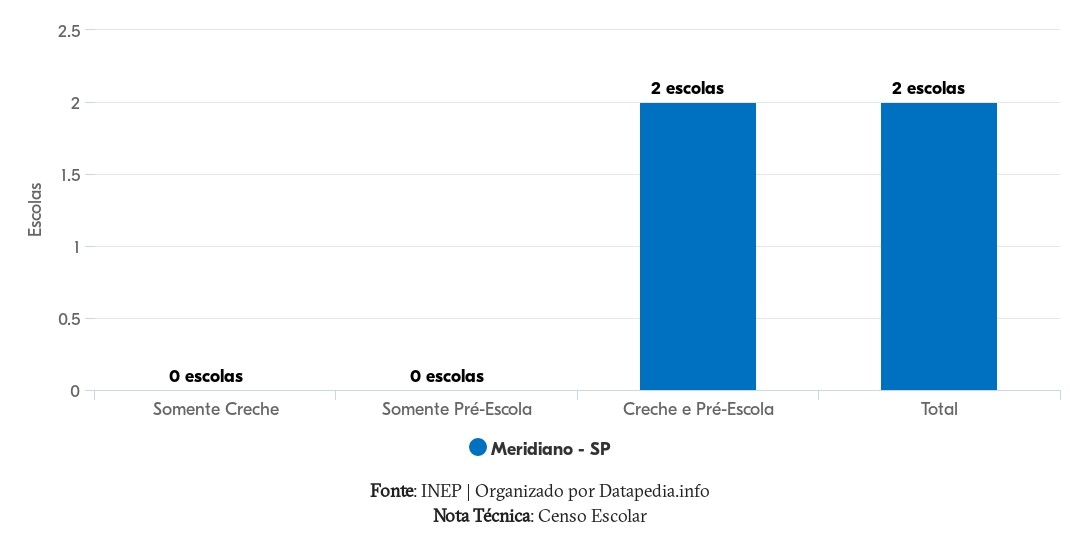 2.5
2 escolas
2 escolas
2
1.5
Escolas
1
0.5
0 escolas
0 escolas
0
Somente Creche
Somente Pré-Escola
Creche e Pré-Escola
Total
Meridiano - SP
Fonte: INEP | Organizado por Datapedia.info
Nota Técnica: Censo Escolar